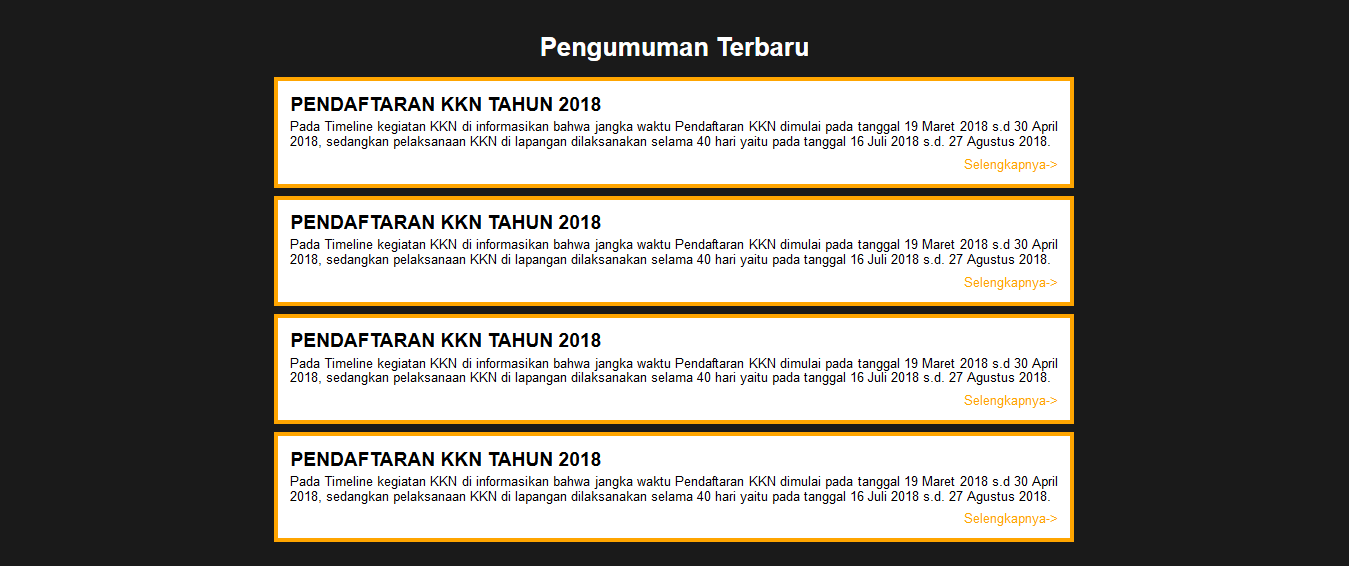 Pengumuman Terbaru
PENDAFTARAN KKN TAHUN 2018
Pada Timeline kegiatan KKN di informasikan bahwa jangka waktu Pendaftaran KKN dimulai pada tanggal 19 Maret 2018 s.d 30 April
2018, sedangkan pelaksanaan KKN di lapangan dilaksanakan selama 40 hari yaitu pada tanggal 16 Juli 2018 s.d. 27 Agustus 2018.
Selengkapnya->
PENDAFTARAN KKN TAHUN 2018
Pada Timeline kegiatan KKN di informasikan bahwa jangka waktu Pendaftaran KKN dimulai pada tanggal 19 Maret 2018 s.d 30 April
2018, sedangkan pelaksanaan KKN di lapangan dilaksanakan selama 40 hari yaitu pada tanggal 16 Juli 2018 s.d. 27 Agustus 2018.
Selengkapnya->
PENDAFTARAN KKN TAHUN 2018
Pada Timeline kegiatan KKN di informasikan bahwa jangka waktu Pendaftaran KKN dimulai pada tanggal 19 Maret 2018 s.d 30 April
2018, sedangkan pelaksanaan KKN di lapangan dilaksanakan selama 40 hari yaitu pada tanggal 16 Juli 2018 s.d. 27 Agustus 2018.
Selengkapnya->
PENDAFTARAN KKN TAHUN 2018
Pada Timeline kegiatan KKN di informasikan bahwa jangka waktu Pendaftaran KKN dimulai pada tanggal 19 Maret 2018 s.d 30 April
2018, sedangkan pelaksanaan KKN di lapangan dilaksanakan selama 40 hari yaitu pada tanggal 16 Juli 2018 s.d. 27 Agustus 2018.
Selengkapnya->